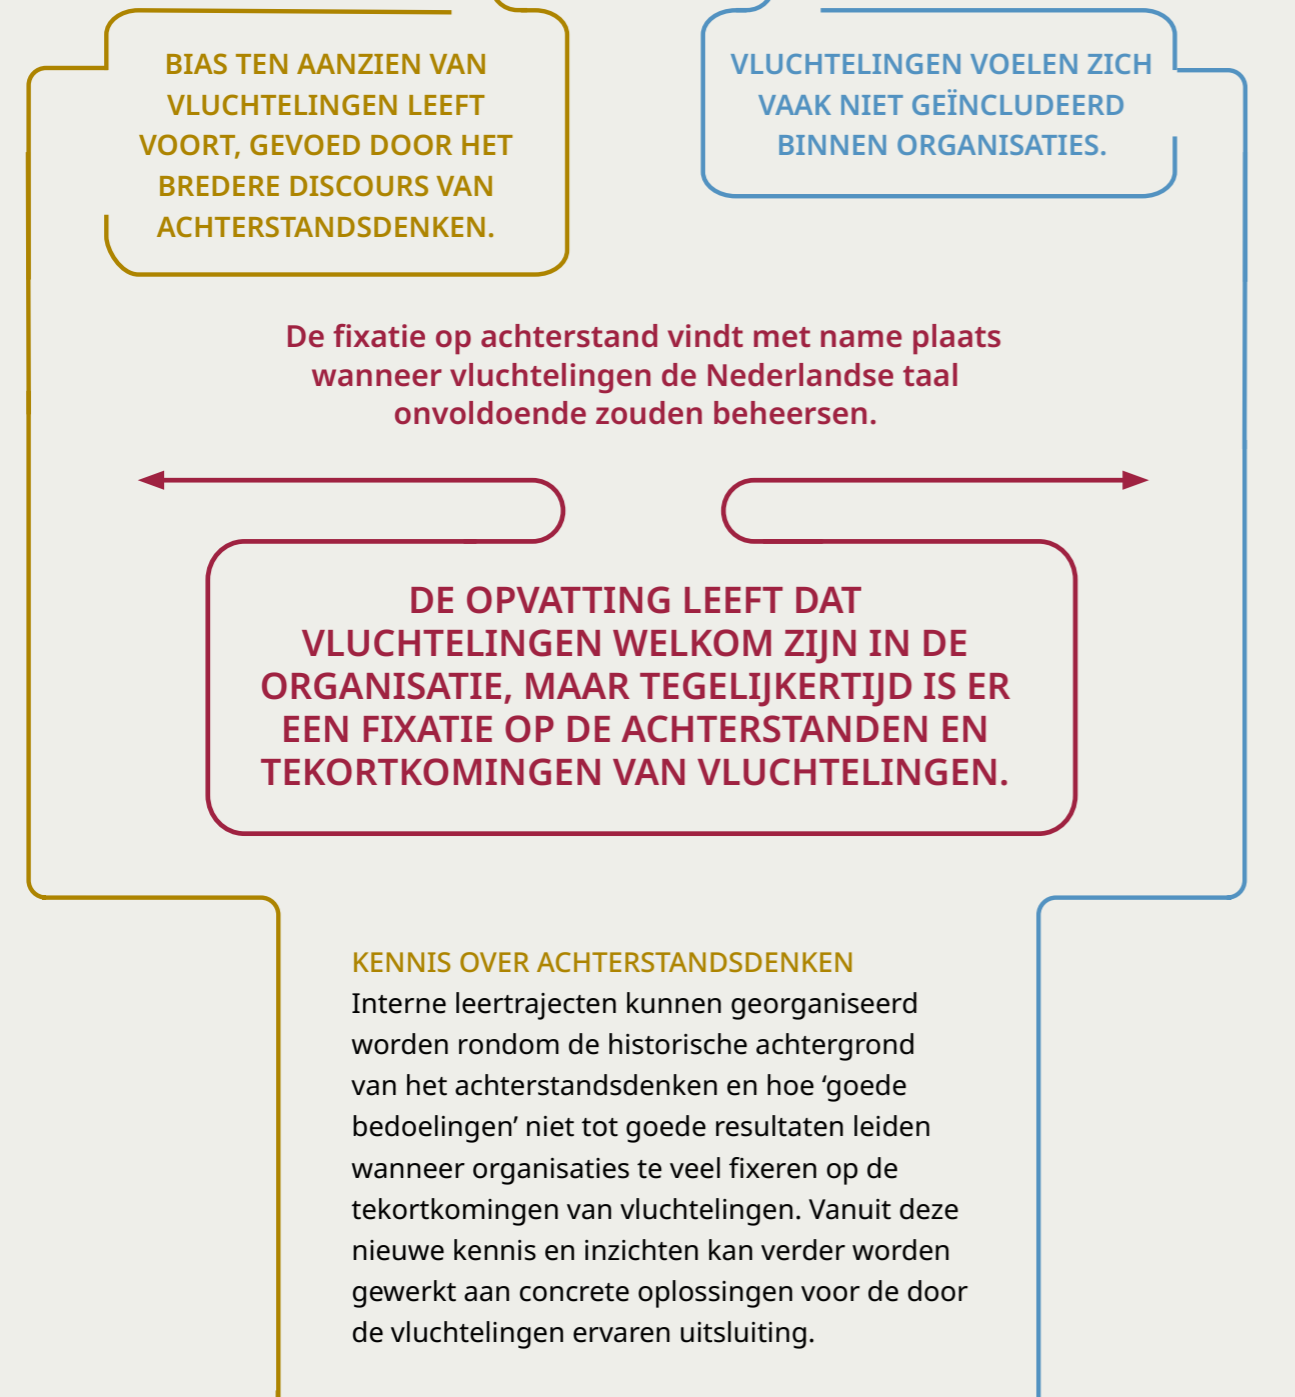 BIAS TEN AANZIEN VAN
VLUCHTELINGEN LEEFT
VOORT, GEVOED DOOR HET
BREDERE DISCOURS VAN
ACHTERSTANDSDENKEN.
VLUCHTELINGEN VOELEN ZICH
VAAK NIET GEÏNCLUDEERD
BINNEN ORGANISATIES.
De fixatie op achterstand vindt met name plaats
wanneer vluchtelingen de Nederlandse taal
onvoldoende zouden beheersen.
DE OPVATTING LEEFT DAT
VLUCHTELINGEN WELKOM ZIJN IN DE
ORGANISATIE, MAAR TEGELIJKERTIJD IS ER
EEN FIXATIE OP DE ACHTERSTANDEN EN
TEKORTKOMINGEN VAN VLUCHTELINGEN.
KENNIS OVER ACHTERSTANDSDENKEN
Interne leertrajecten kunnen georganiseerd
worden rondom de historische achtergrond
van het achterstandsdenken en hoe ‘goede
bedoelingen’ niet tot goede resultaten leiden
wanneer organisaties te veel fixeren op de
tekortkomingen van vluchtelingen. Vanuit deze
nieuwe kennis en inzichten kan verder worden
gewerkt aan concrete oplossingen voor de door
de vluchtelingen ervaren uitsluiting.